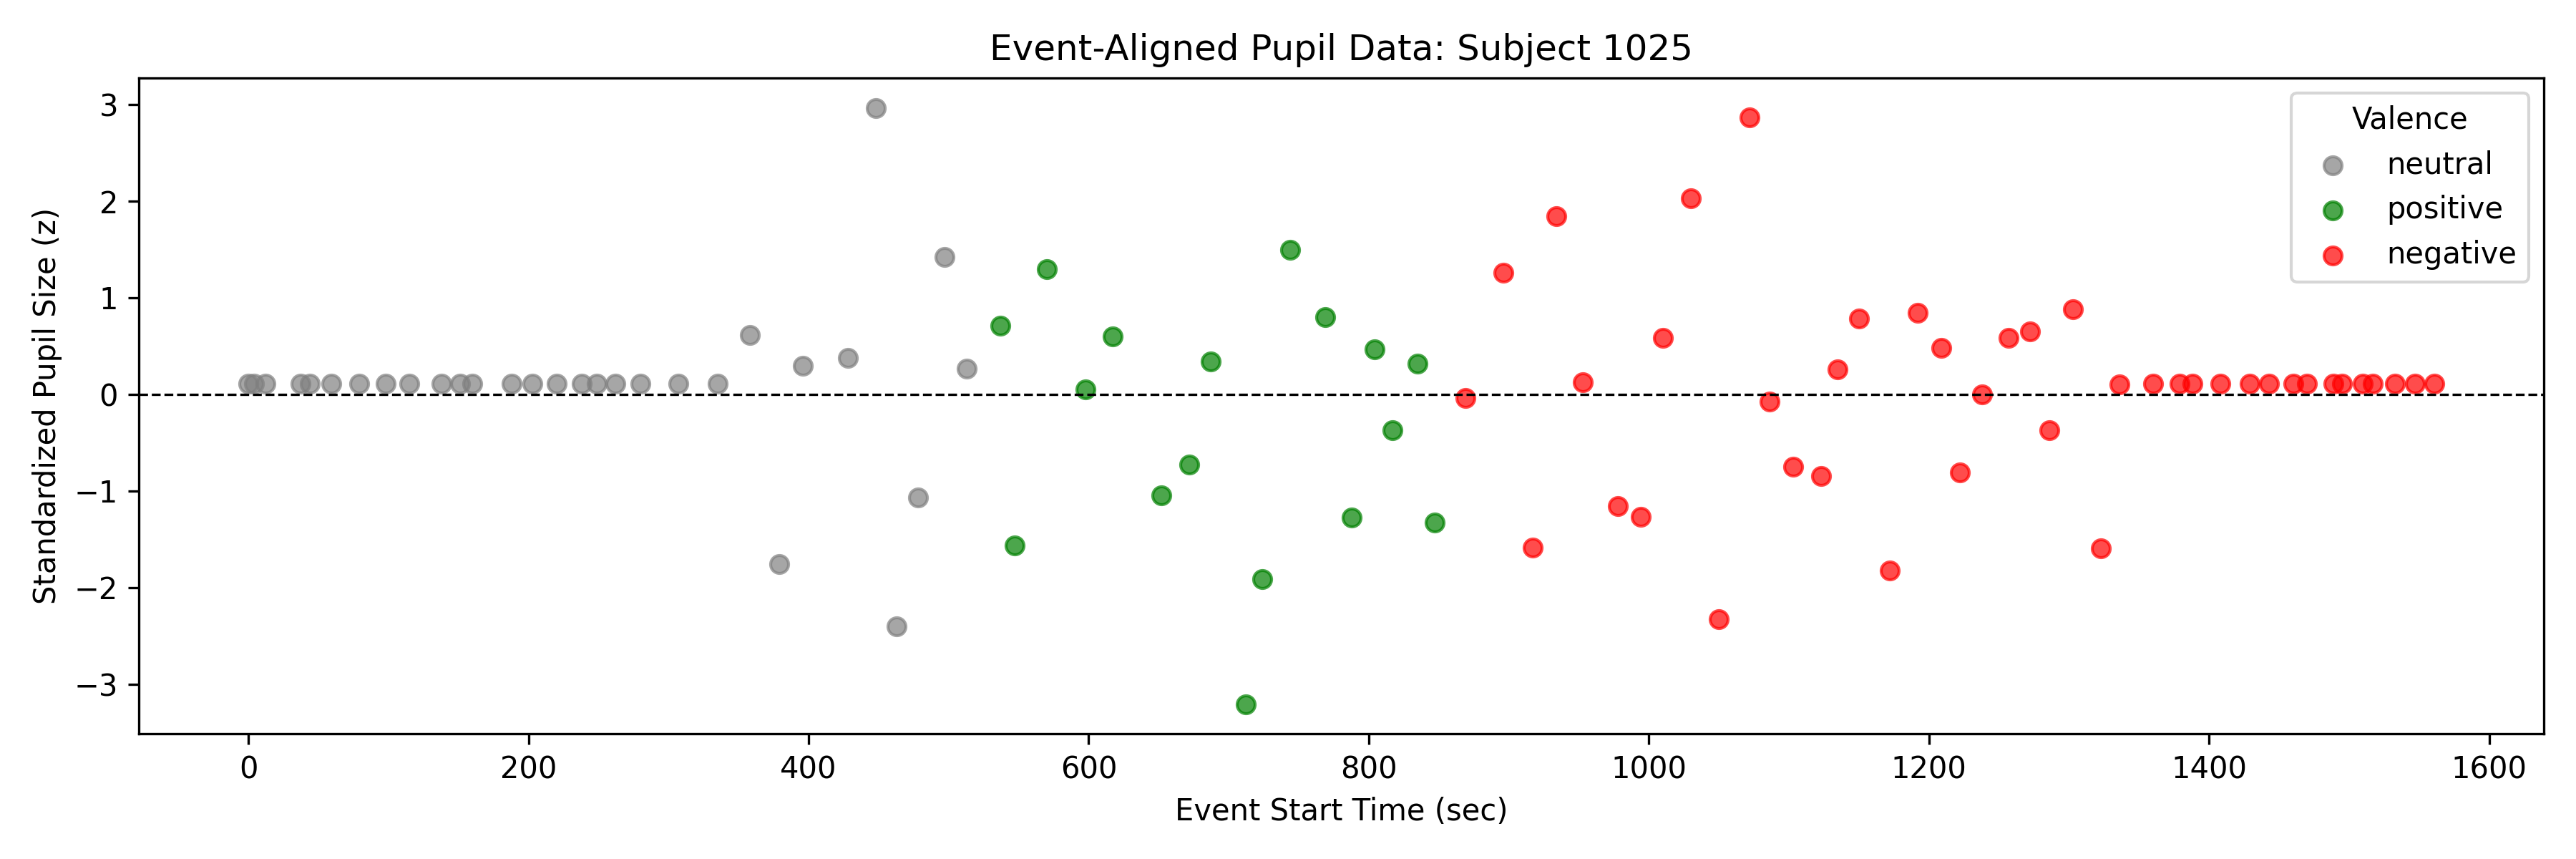 Event-Aligned Pupil Data: Subject 1025
Standardized Pupil Size (z)
3
2
1
0
−1
−2
−3
Valence
neutral
positive
negative
0 200 400 600 800 1000 1200 1400 1600
Event Start Time (sec)